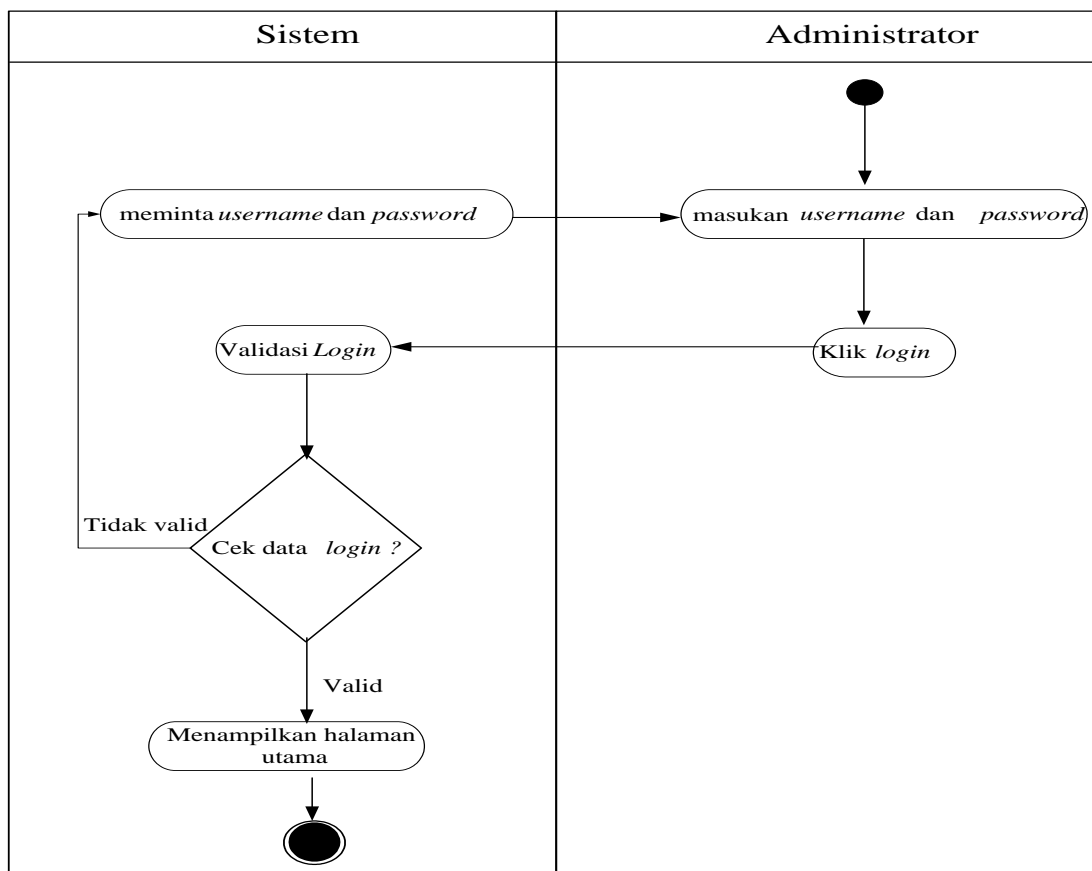 Sistem
Administrator
meminta username dan password
masukan username dan password
Validasi Login
Klik login
Tidak valid
Cek data login ?
Valid
Menampilkan halaman
utama